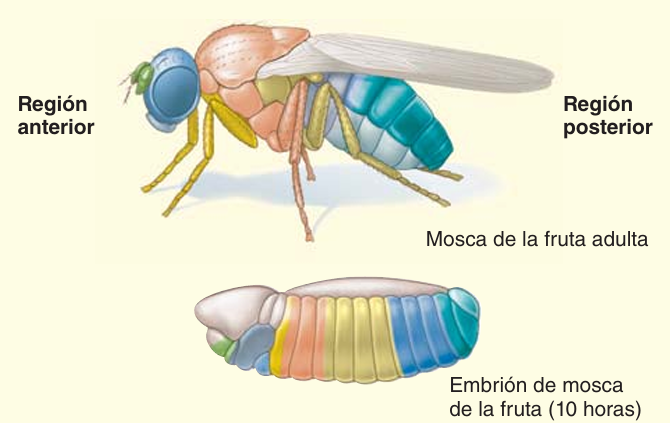 Región
anterior
Región
posterior
Mosca de la fruta adulta
Embrión de mosca
de la fruta (10 horas)